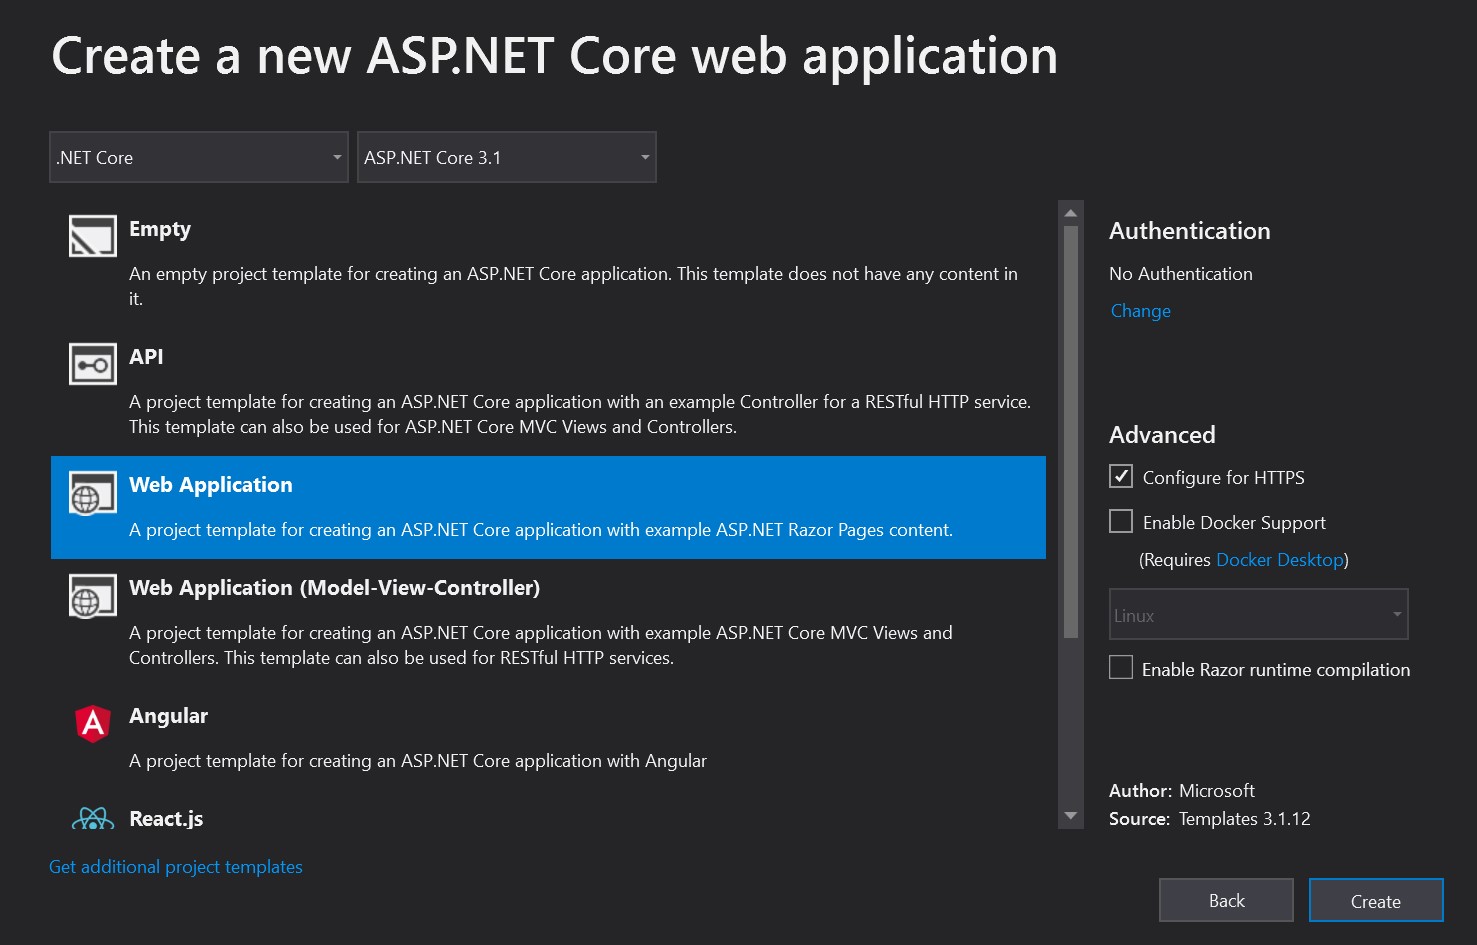 Create a new ASP.NET Core web application
.NET Core
ASP.NET Core 3.1
Empty
An empty project template for creating an ASP.NET Core application. This template does not have any content in
it.
API
A project template for creating an ASP.NET Core application with an example Controller for a RESTful HTTP service.
This template can also be used for ASP.NET Core MVC Views and Controllers.
Web Application
A project template for creating an ASP.NET Core application with example ASP.NET Razor Pages content.
Web Application (Model-View-Controller)
A project template for creating an ASP.NET Core application with example ASP.NET Core MVC Views and
Controllers. This template can also be used for RESTful HTTP services.
Angular
A project template for creating an ASP.NET Core application with Angular
React.js
Get additional project templates
Authentication
No Authentication
Change
Advanced
Configure for HTTPS
Enable Docker Support
(Requires Docker Desktop)
Linux
Enable Razor runtime compilation
Author: Microsoft
Source: Templates 3.1.12
Back
Create